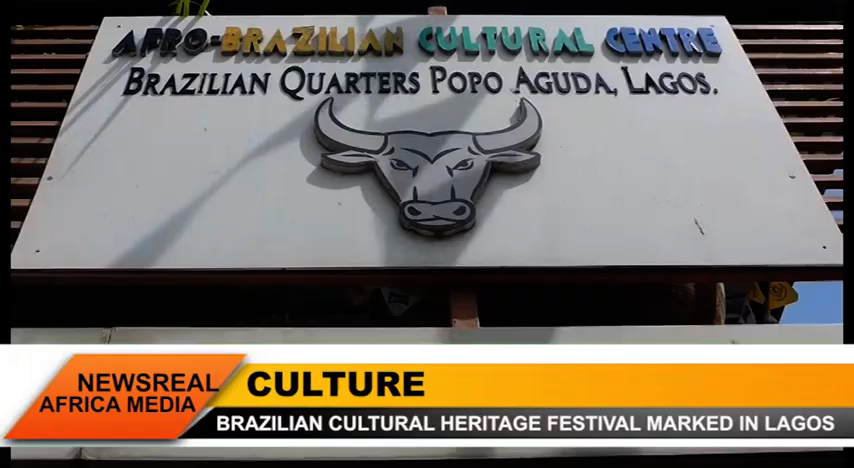 AFRO-BRAZILIAN CULTURAL CENTRE
BRAZILIAN QUARTERS POPO AGUDA, LAGOS.
NEWSREAL
AFRICA MEDIA
CULTURE
BRAZILIAN CULTURAL HERITAGE FESTIVAL MARKED IN LAGOS